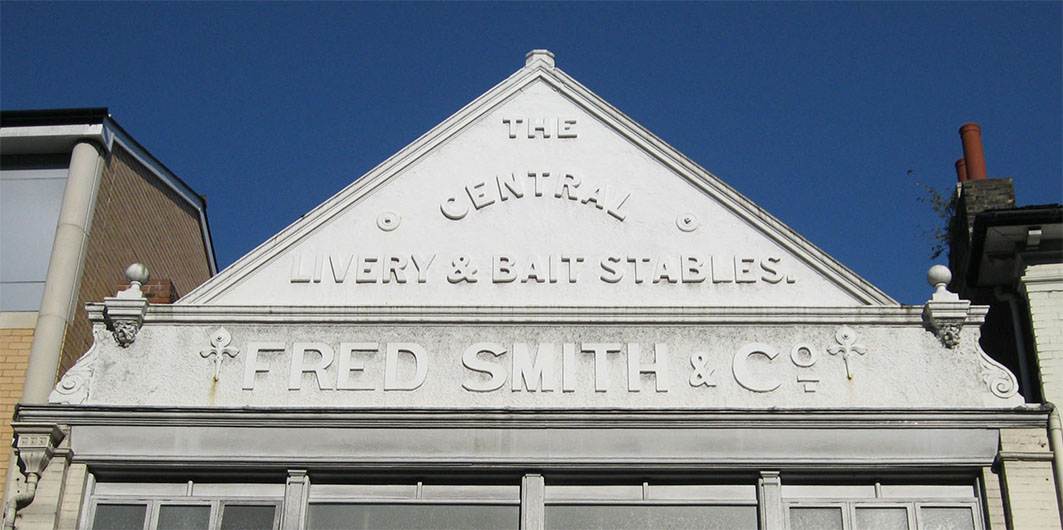 THE
CENTRAL
LIVERY & BAIT STABLES.
FRED SMITH & Co